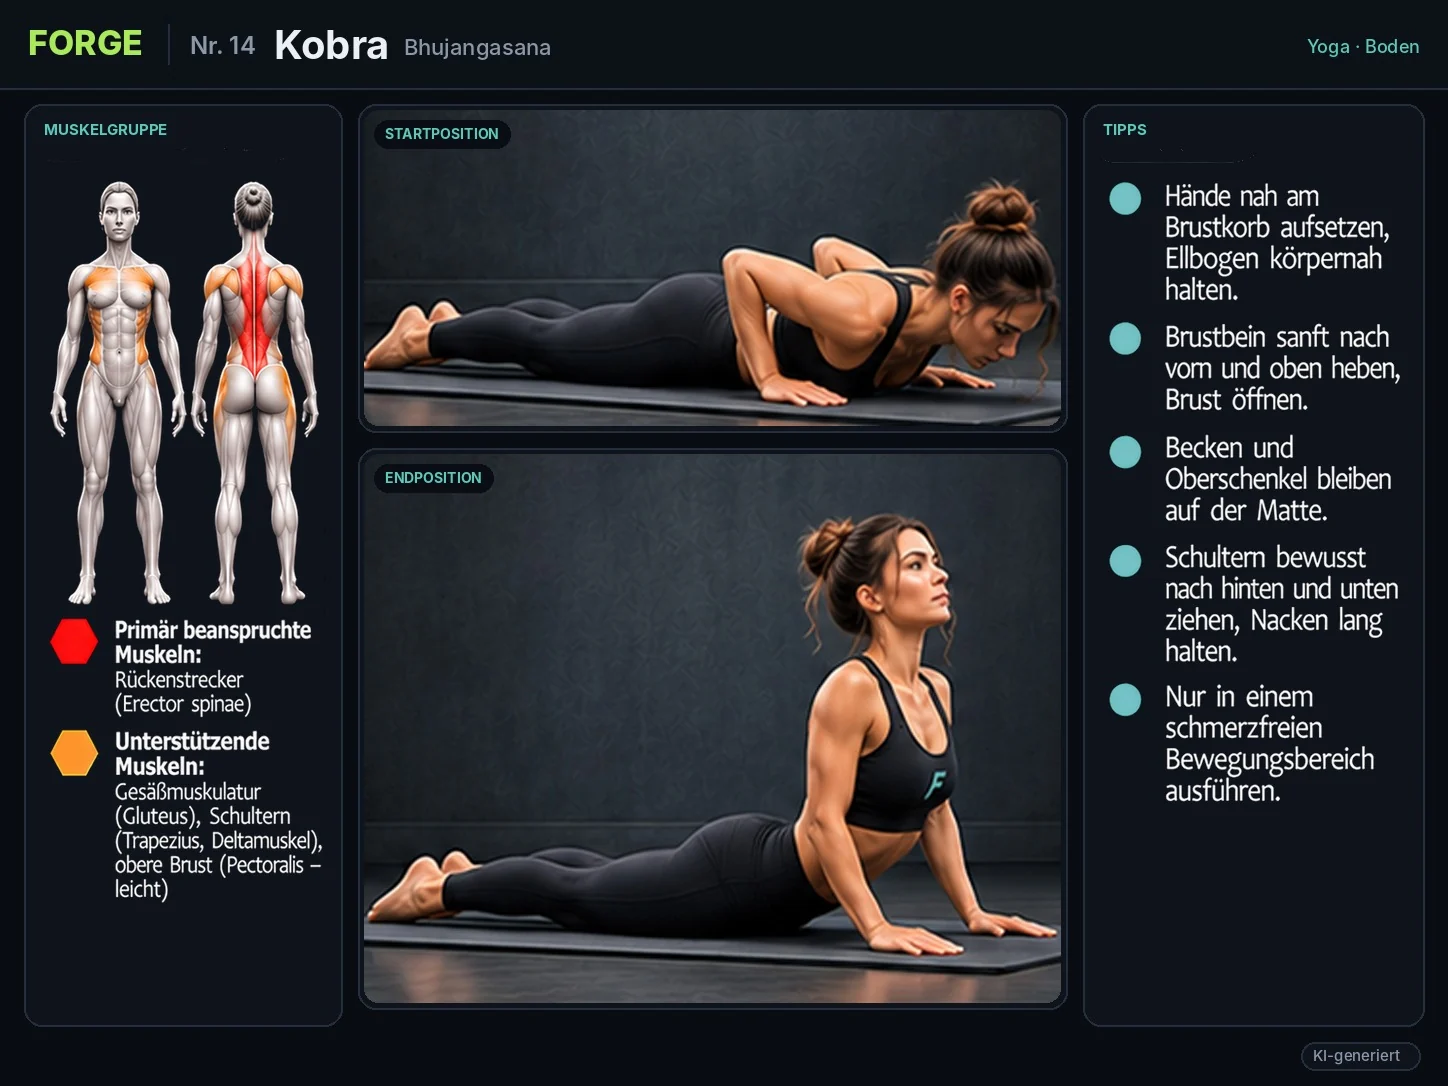 FORGE
Nr. 14
Kobra
Bhujangasana
Yoga · Boden
MUSKELGRUPPE
Primär beanspruchte
Muskeln:
Rückenstrecker
(Erector spinae)
Unterstützende
Muskeln:
Gesäßmuskulatur
(Gluteus), Schultern
(Trapezius, Deltamuskel),
obere Brust (Pectoralis –
leicht)
STARTPOSITION
ENDPOSITION
F
TIPPS
Hände nah am
Brustkorb aufsetzen,
Ellbogen körpernah
halten.
Brustbein sanft nach
vorn und oben heben,
Brust öffnen.
Becken und
Oberschenkel bleiben
auf der Matte.
Schultern bewusst
nach hinten und unten
ziehen, Nacken lang
halten.
Nur in einem
schmerzfreien
Bewegungsbereich
ausführen.
KI-generiert